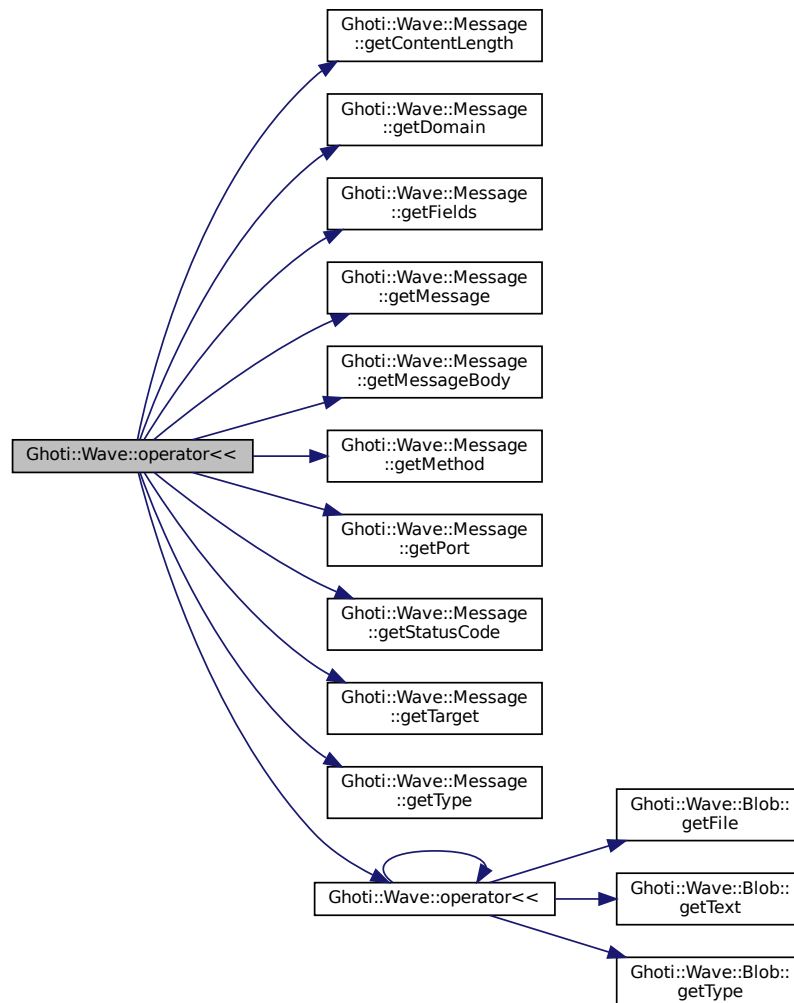 Ghoti::Wave::Message
::getContentLength
Ghoti::Wave::Message
::getDomain
Ghoti::Wave::Message
::getFields
Ghoti::Wave::Message
::getMessage
Ghoti::Wave::Message
::getMessageBody
Ghoti::Wave::operator<<
Ghoti::Wave::Message
::getMethod
Ghoti::Wave::Message
::getPort
Ghoti::Wave::Message
::getStatusCode
Ghoti::Wave::Message
::getTarget
Ghoti::Wave::Message
::getType
Ghoti::Wave::operator<<
Ghoti::Wave::Blob::
getFile
Ghoti::Wave::Blob::
getText
Ghoti::Wave::Blob::
getType